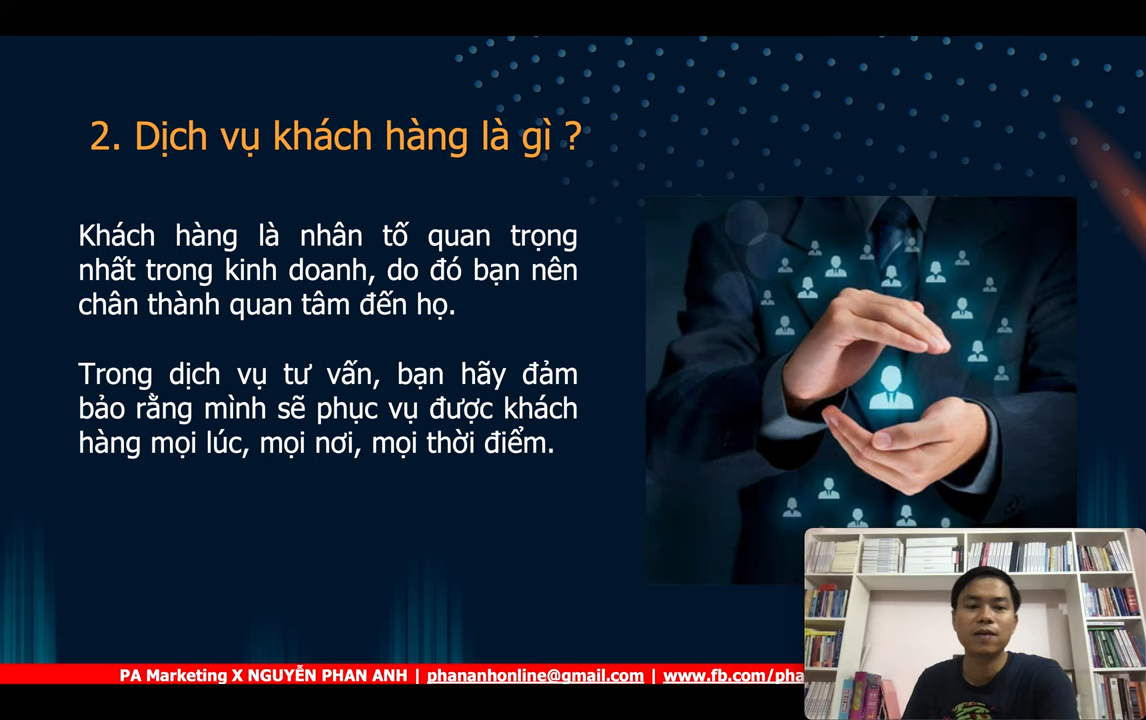 2. Dịch vụ khách hàng là gì ?
Khách hàng là nhân tố quan trọng
nhất trong kinh doanh, do đó bạn nên
chân thành quan tâm đến họ.
Trong dịch vụ tư vấn, bạn hãy đảm
bảo rằng mình sẽ phục vụ được khách
hàng mọi lúc, mọi nơi, mọi thời điểm.
PA Marketing X NGUYỄN PHAN ANH | phananhonline@gmail.com | www.fb.com/pha